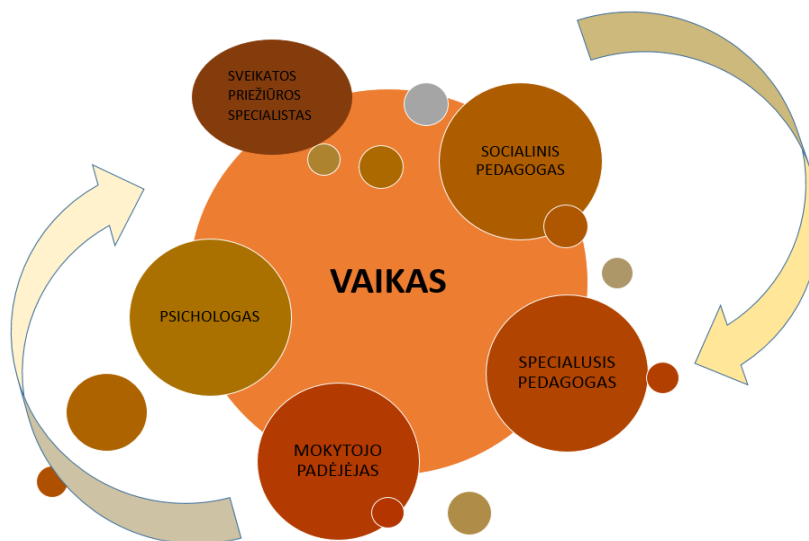 SVEIKATOS
PRIEŽIŪROS
SPECIALISTAS
SOCIALINIS
PEDAGOGAS
VAIKAS
PSICHOLOGAS
SPECIALUSIS
PEDAGOGAS
MOKYTOJO
PADĖJĖJAS